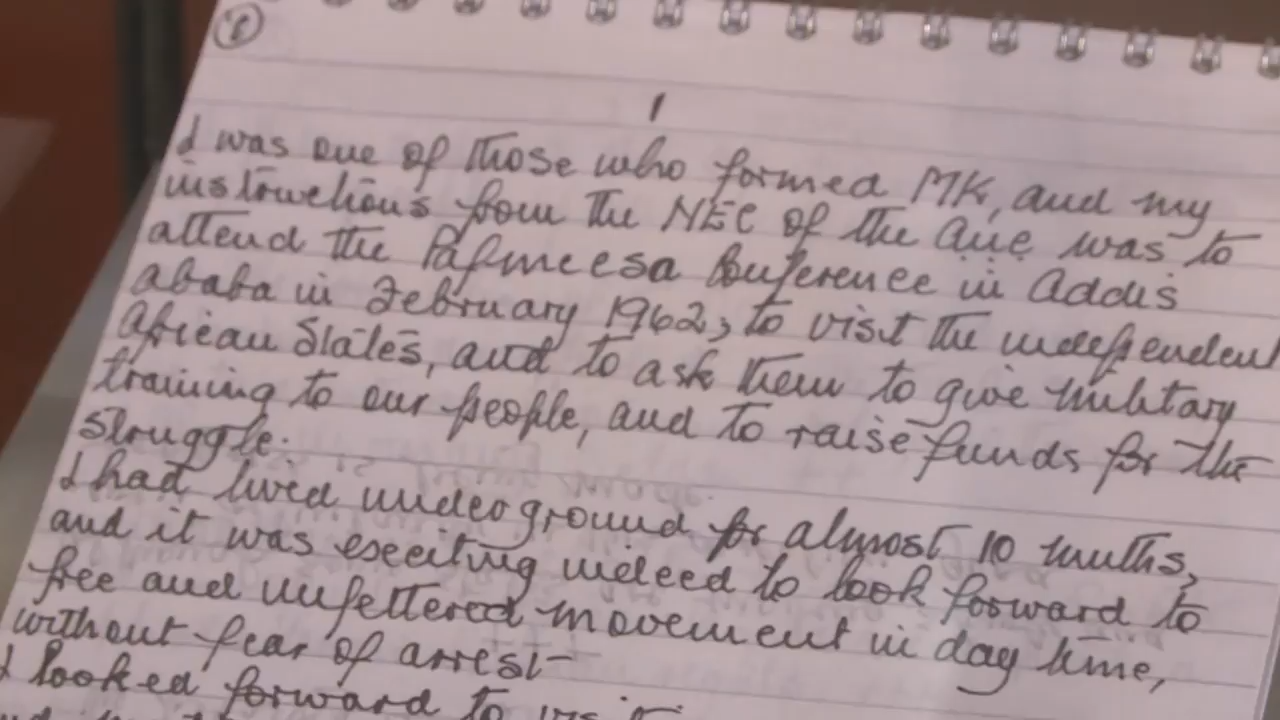 8
1
I was one of those who formed MK, and my
instructions from the NEC of the ANC was to
attend the Pafmeesa Conference in Addis
Ababa in February 1962, to visit the independent
African States, and to ask them to give military
training to our people, and to raise funds for the
struggle.
I had lived underground for almost 10 months,
and it was exciting indeed to look forward to
free and unfettered movement in day time,
without fear of arrest
I looked forward to visit